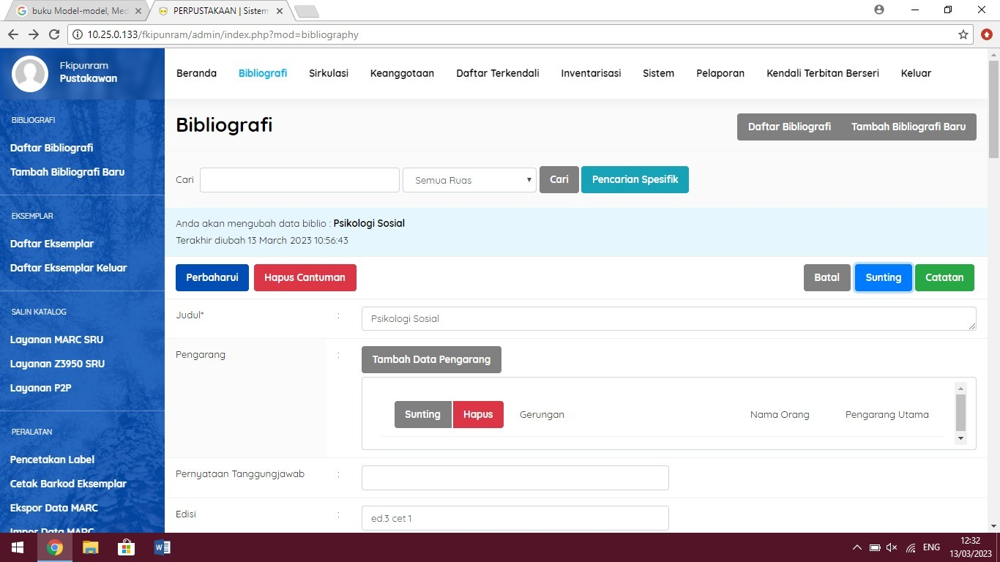 buku Model-model, Med
PERPUSTAKAAN | Sistem
10.25.0.133/fkipunram/admin/index.php?mod=bibliography
Fkipunram
Pustakawan
BIBLIOGRAFI
Daftar Bibliografi
Tambah Bibliografi Baru
EKSEMPLAR
Daftar Eksemplar
Daftar Eksemplar Keluar
SALIN KATALOG
Layanan MARC SRU
Layanan Z3950 SRU
Layanan P2P
PERALATAN
Pencetakan Label
Cetak Barkod Eksemplar
Ekspor Data MARC
Impor Data MARC
Beranda Bibliografi Sirkulasi Keanggotaan Daftar Terkendali Inventarisasi Sistem Pelaporan Kendali Terbitan Berseri Keluar
Bibliografi
Daftar Bibliografi Tambah Bibliografi Baru
Cari Semua Ruas Cari Pencarian Spesifik
Anda akan mengubah data biblio : Psikologi Sosial
Terakhir diubah 13 March 2023 10:56:43
Perbaharui Hapus Cantuman Batal Sunting Catatan
Judul* : Psikologi Sosial
Pengarang : Tambah Data Pengarang
Sunting Hapus Gerungan Nama Orang Pengarang Utama
Pernyataan Tanggungjawab :
Edisi : ed.3 cet 1
ENG
12:32
13/03/2023